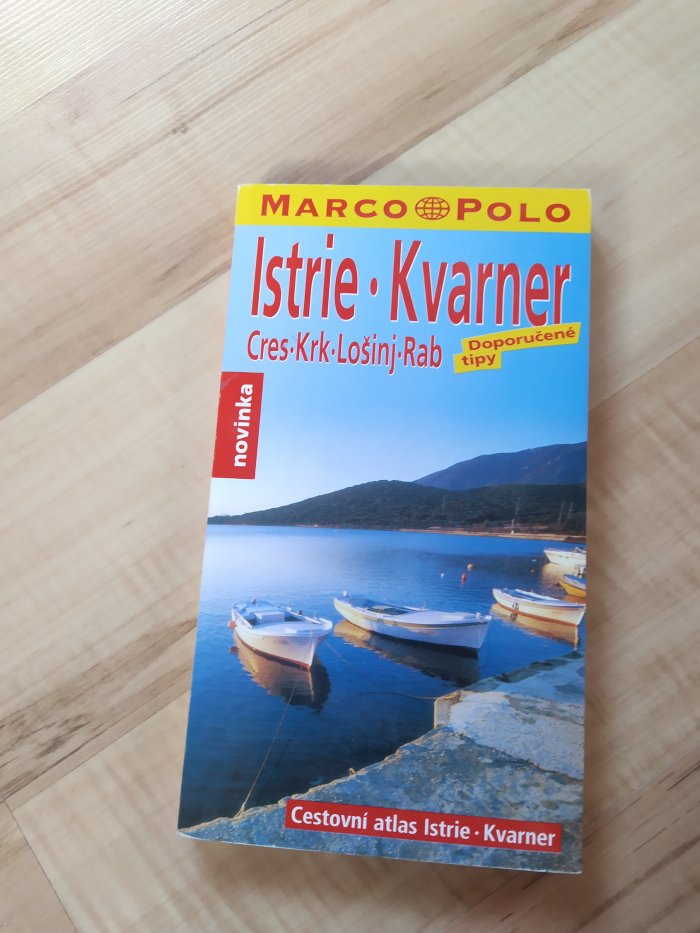 MARCO POLO
Istrie · Kvarner
Cres·Krk·Lošinj·Rab
Doporučené
tipy
novinka
Cestovní atlas Istrie · Kvarner